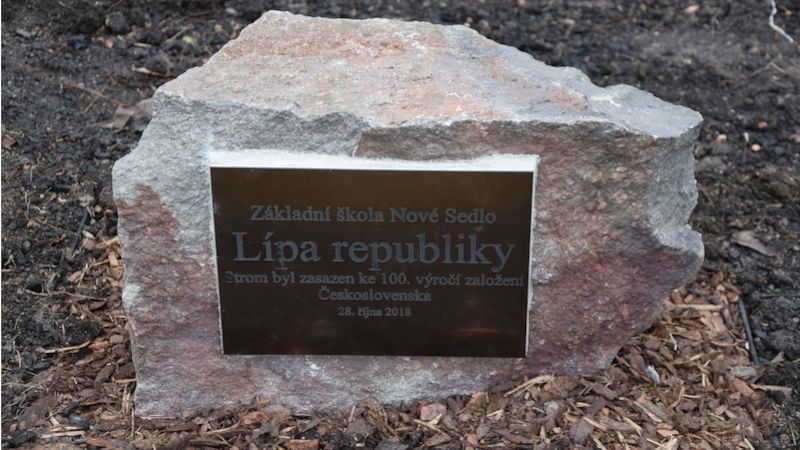 Základní škola Nové Sedlo
Lípa republiky
Strom byl zasazen ke 100. výročí založení
Československa
28. října 2018